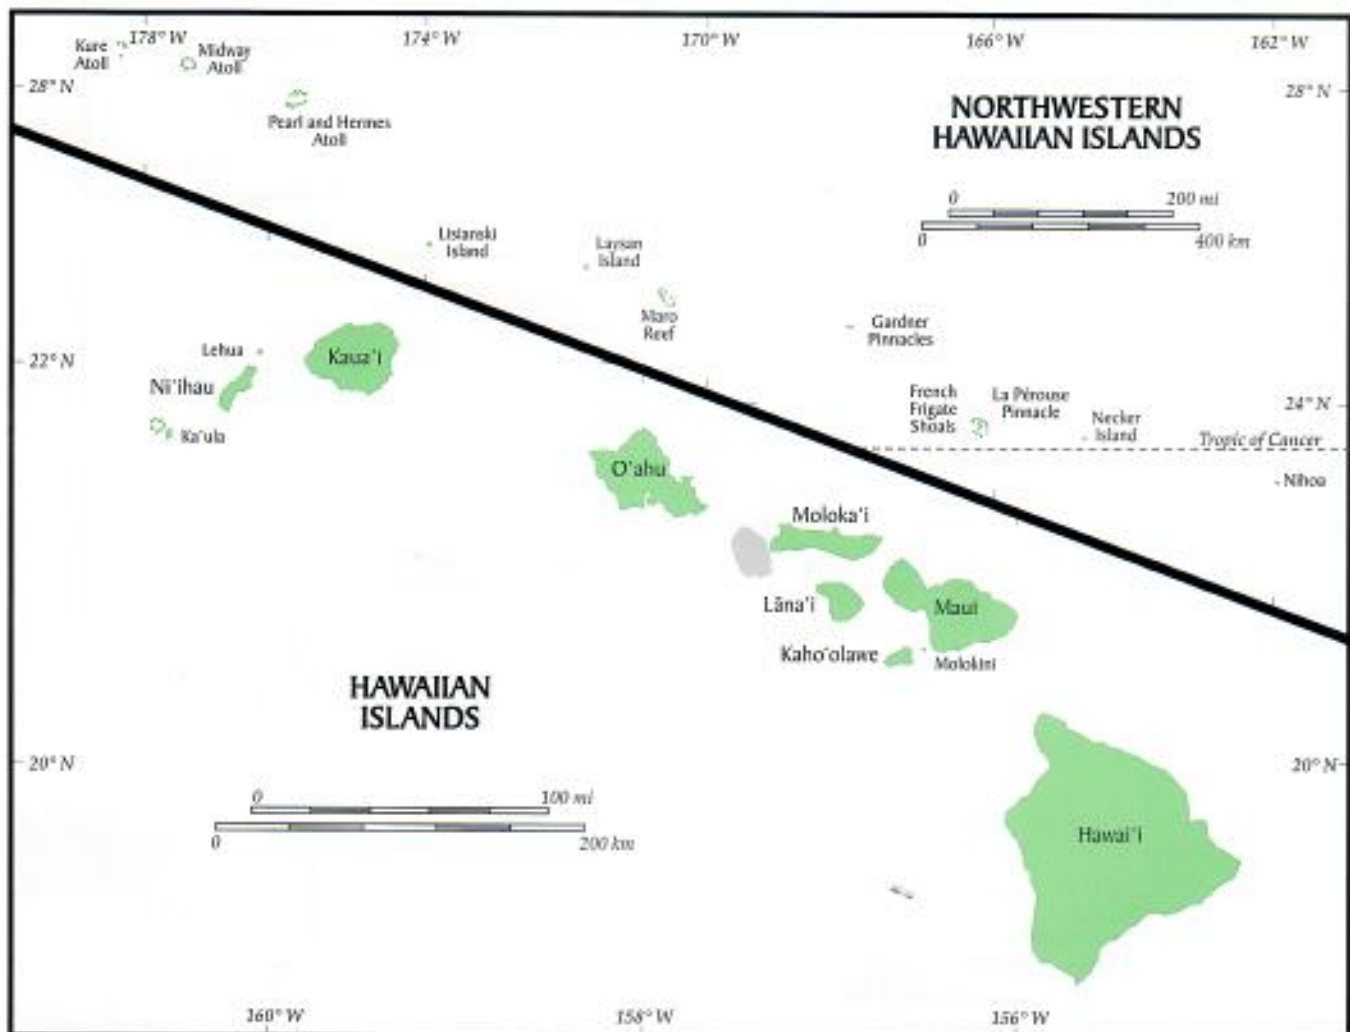 178° W
174° W
170° W
166° W
162° W
Kure
Atoll
Midway
Atoll
28° N
28° N
Pearl and Hermes
Atoll
NORTHWESTERN
HAWAIIAN ISLANDS
0
200 mi
0
400 km
Lisianski
Island
Laysan
Island
Maro
Reef
Gardner
Pinnacles
Lehua
Kaua'i
22° N
Ni'ihau
Ka'ula
French
Frigate
Shoals
La Pérouse
Pinnacle
Necker
Island
24° N
Tropic of Cancer
Nihoa
O'ahu
Moloka'i
Lāna'i
Maui
Kaho'olawe
Molokini
HAWAIIAN
ISLANDS
20° N
20° N
0
100 mi
0
200 km
Hawai'i
160° W
158° W
156° W